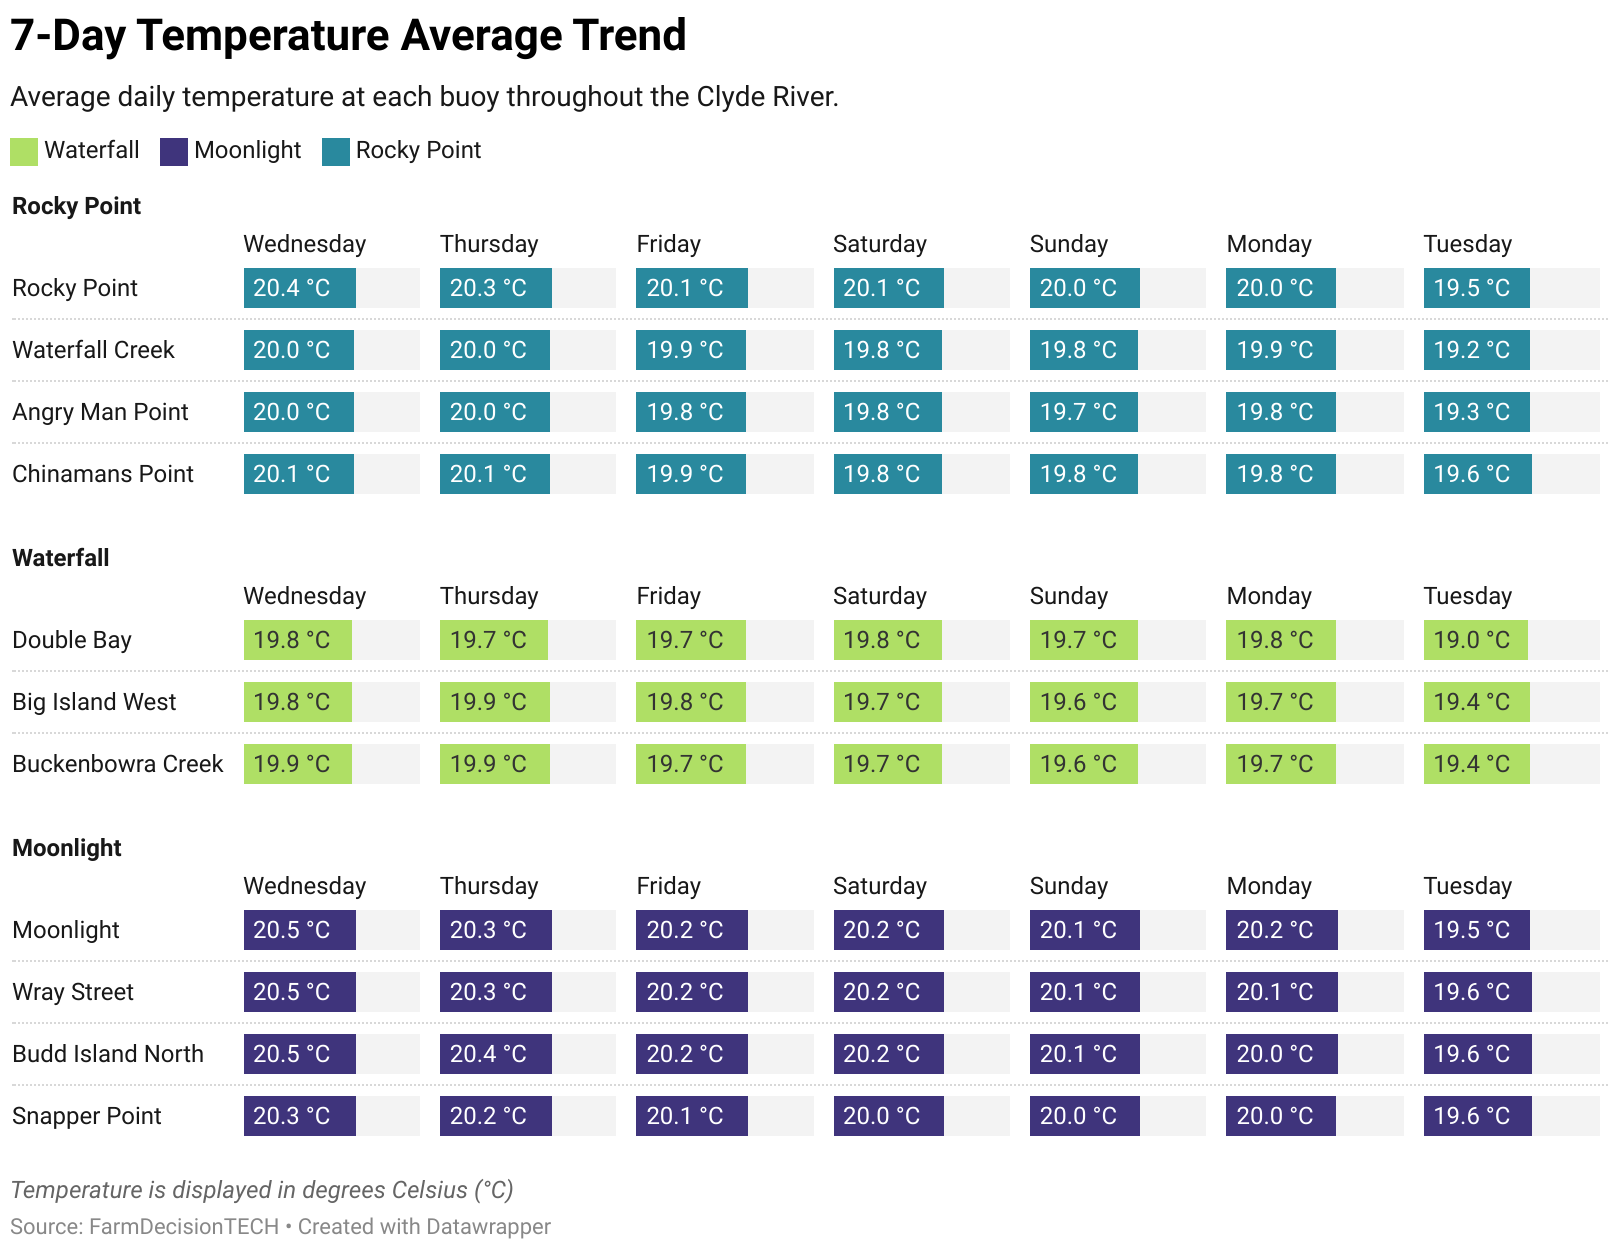 7-Day Temperature Average Trend
Average daily temperature at each buoy throughout the Clyde River.
Waterfall Moonlight Rocky Point
Rocky Point
Wednesday Thursday Friday Saturday Sunday Monday Tuesday
Rocky Point 20.4 °C 20.3 °C 20.1 °C 20.1 °C 20.0 °C 20.0 °C 19.5 °C
Waterfall Creek 20.0 °C 20.0 °C 19.9 °C 19.8 °C 19.8 °C 19.9 °C 19.2 °C
Angry Man Point 20.0 °C 20.0 °C 19.8 °C 19.8 °C 19.7 °C 19.8 °C 19.3 °C
Chinamans Point 20.1 °C 20.1 °C 19.9 °C 19.8 °C 19.8 °C 19.8 °C 19.6 °C
Waterfall
Wednesday Thursday Friday Saturday Sunday Monday Tuesday
Double Bay 19.8 °C 19.7 °C 19.7 °C 19.8 °C 19.7 °C 19.8 °C 19.0 °C
Big Island West 19.8 °C 19.9 °C 19.8 °C 19.7 °C 19.6 °C 19.7 °C 19.4 °C
Buckenbowra Creek 19.9 °C 19.9 °C 19.7 °C 19.7 °C 19.6 °C 19.7 °C 19.4 °C
Moonlight
Wednesday Thursday Friday Saturday Sunday Monday Tuesday
Moonlight 20.5 °C 20.3 °C 20.2 °C 20.2 °C 20.1 °C 20.2 °C 19.5 °C
Wray Street 20.5 °C 20.3 °C 20.2 °C 20.2 °C 20.1 °C 20.1 °C 19.6 °C
Budd Island North 20.5 °C 20.4 °C 20.2 °C 20.2 °C 20.1 °C 20.0 °C 19.6 °C
Snapper Point 20.3 °C 20.2 °C 20.1 °C 20.0 °C 20.0 °C 20.0 °C 19.6 °C
Temperature is displayed in degrees Celsius (°C)
Source: FarmDecisionTECH • Created with Datawrapper